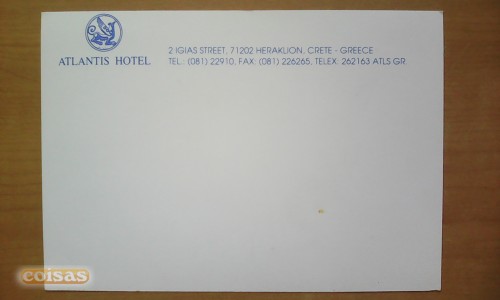 ATLANTIS HOTEL
2 IGIAS STREET, 71202 HERAKLION, CRETE - GREECE
TEL.: (081) 22910, FAX: (081) 226265, TELEX: 262163 ATLS GR.
coisas